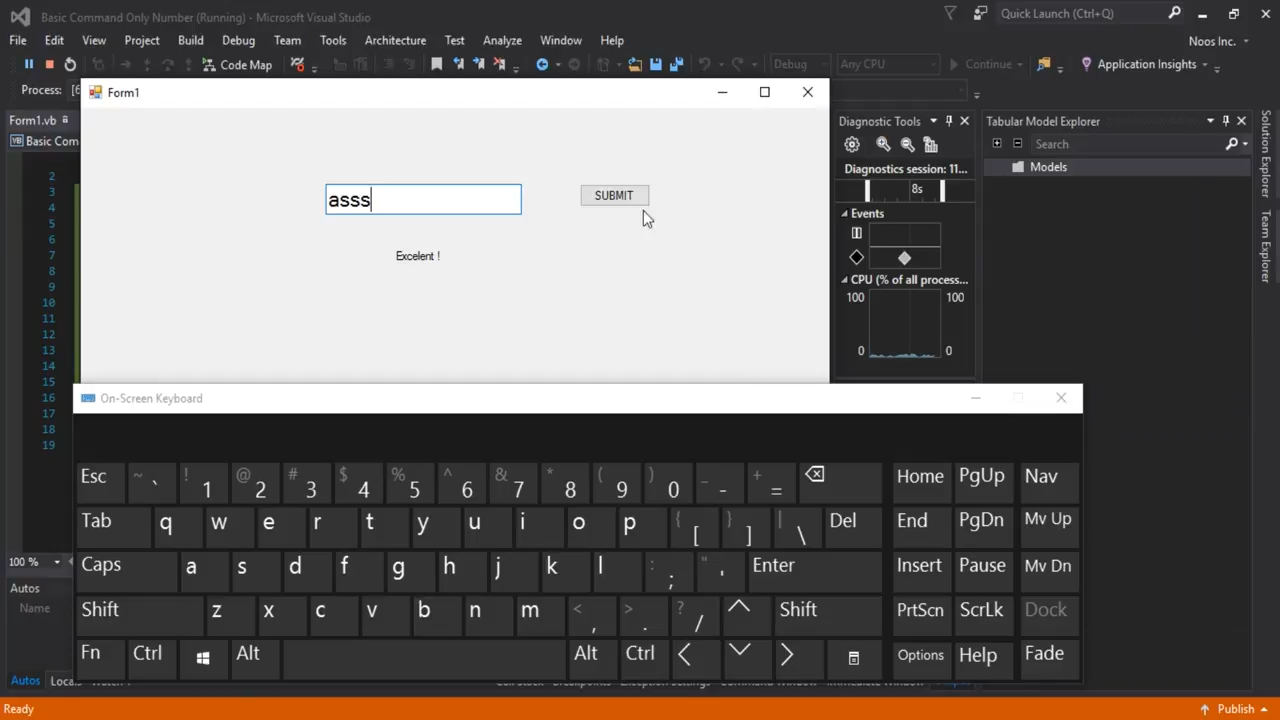 Basic Command Only Number (Running) - Microsoft Visual Studio
Quick Launch (Ctrl+Q)
File Edit View Project Build Debug Team Tools Architecture Test Analyze Window Help
Noos Inc.
Code Map
Debug
Any CPU
Continue
Application Insights
Process: [6
Form1
Form1.vb
Basic Com
asss
SUBMIT
Excelent !
Diagnostic Tools
Diagnostics session: 11...
8s
Events
CPU (% of all process...
100 100
0 0
Tabular Model Explorer
Search
Models
Solution Explorer
Team Explorer
2
3
4
5
6
7
8
9
10
11
12
13
14
15
16
17
18
19
100 %
Autos
Name
Autos Locals
On-Screen Keyboard
Esc ~ ` ! 1 @ 2 # 3 $ 4 % 5 ^ 6 & 7 * 8 ( 9 ) 0 _ - + = Home PgUp Nav
Tab q w e r t y u i o p { [ } ] | \ Del End PgDn Mv Up
Caps a s d f g h j k l : ; " ' Enter Insert Pause Mv Dn
Shift z x c v b n m < , > . ? / Shift PrtScn ScrLk Dock
Fn Ctrl Alt Alt Ctrl Options Help Fade
Ready
Publish